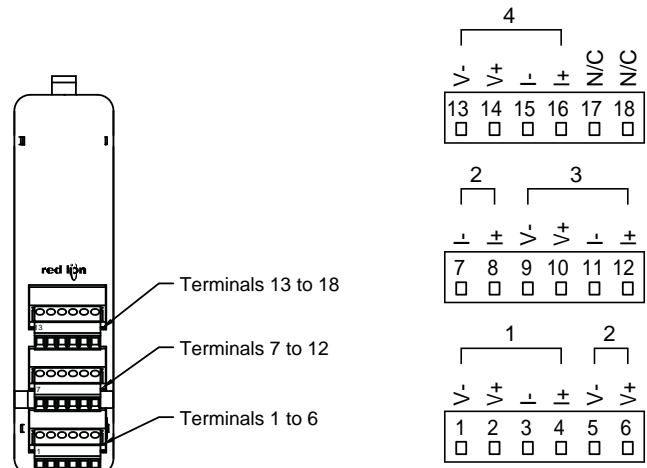 red lion
13
7
1
Terminals 13 to 18
Terminals 7 to 12
Terminals 1 to 6
4
V- V+ I- I+ N/C N/C
13 14 15 16 17 18
2 3
I- I+ V- V+ I- I+
7 8 9 10 11 12
1 2
V- V+ I- I+ V- V+
1 2 3 4 5 6